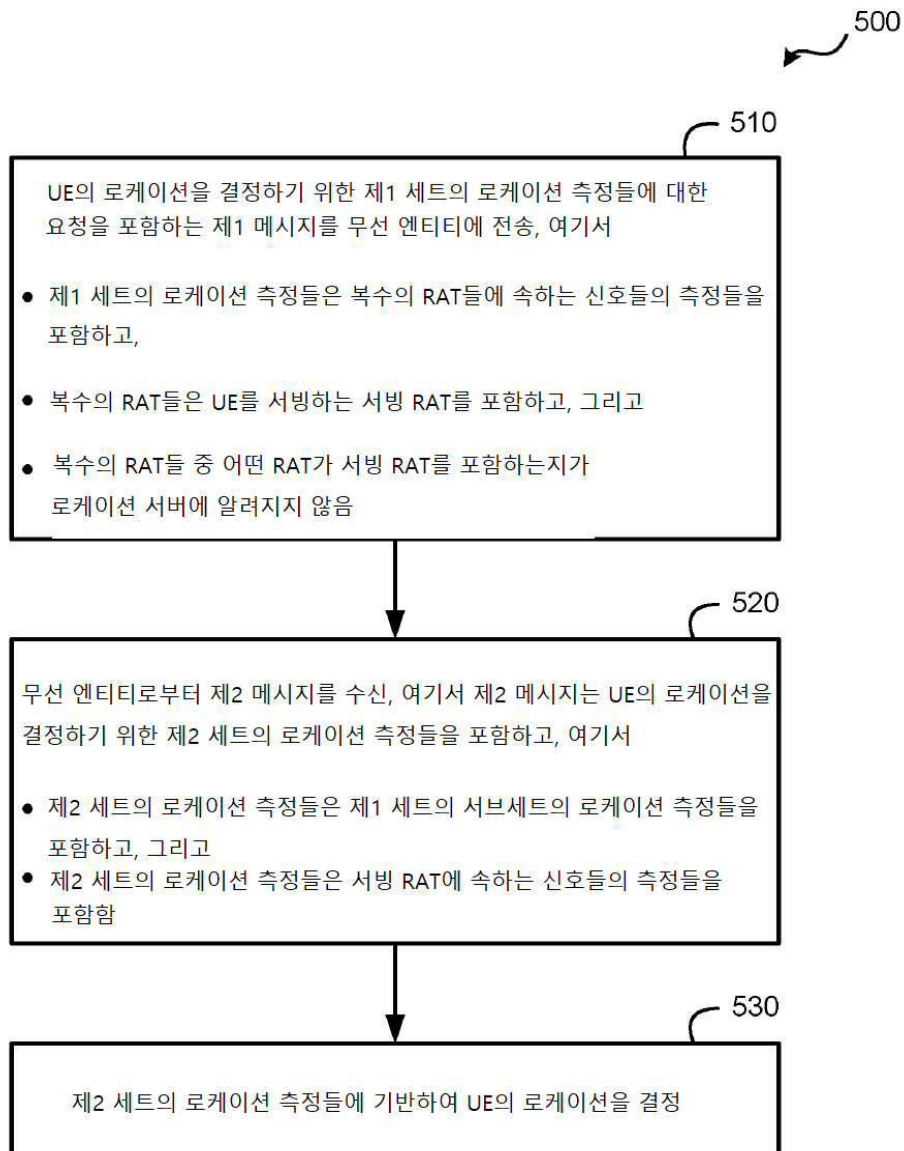 500
510
UE의 로케이션을 결정하기 위한 제1 세트의 로케이션 측정들에 대한
요청을 포함하는 제1 메시지를 무선 엔티티에 전송, 여기서
● 제1 세트의 로케이션 측정들은 복수의 RAT들에 속하는 신호들의 측정들을
포함하고,
● 복수의 RAT들은 UE를 서빙하는 서빙 RAT를 포함하고, 그리고
● 복수의 RAT들 중 어떤 RAT가 서빙 RAT를 포함하는지가
로케이션 서버에 알려지지 않음
520
무선 엔티티로부터 제2 메시지를 수신, 여기서 제2 메시지는 UE의 로케이션을
결정하기 위한 제2 세트의 로케이션 측정들을 포함하고, 여기서
● 제2 세트의 로케이션 측정들은 제1 세트의 서브세트의 로케이션 측정들을
포함하고, 그리고
● 제2 세트의 로케이션 측정들은 서빙 RAT에 속하는 신호들의 측정들을
포함함
530
제2 세트의 로케이션 측정들에 기반하여 UE의 로케이션을 결정